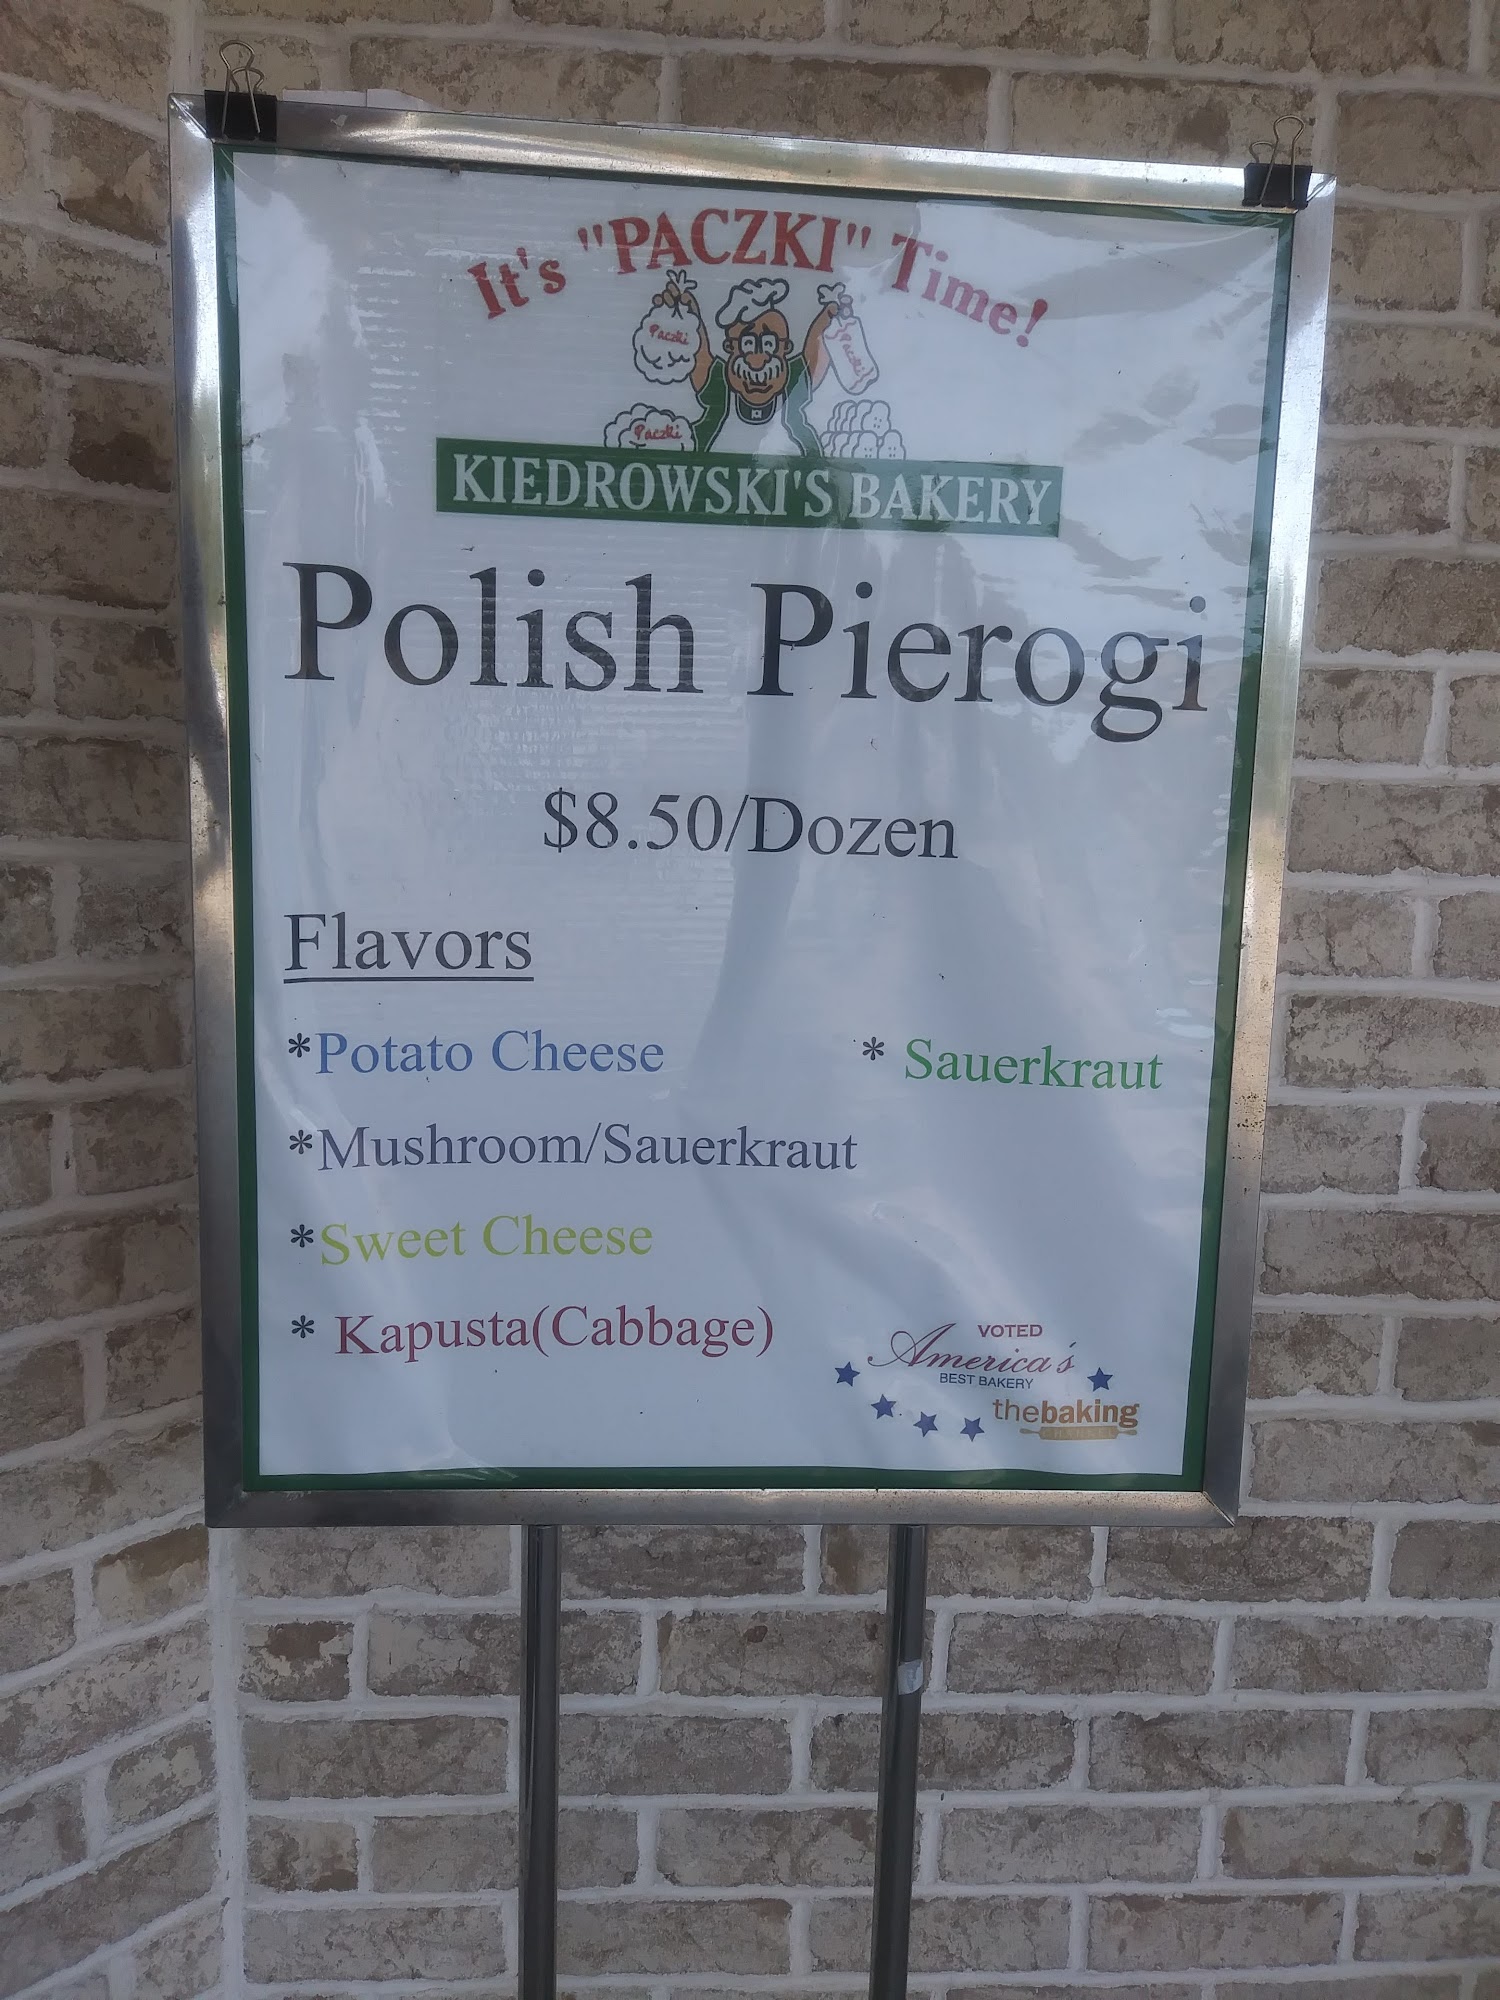 It's "PACZKI" Time!
Paczki
Paczki
Paczki
KIEDROWSKI'S BAKERY
Polish Pierogi
$8.50/Dozen
Flavors
*Potato Cheese
* Sauerkraut
*Mushroom/Sauerkraut
*Sweet Cheese
* Kapusta(Cabbage)
VOTED
America's
BEST BAKERY
thebaking
CHANNEL